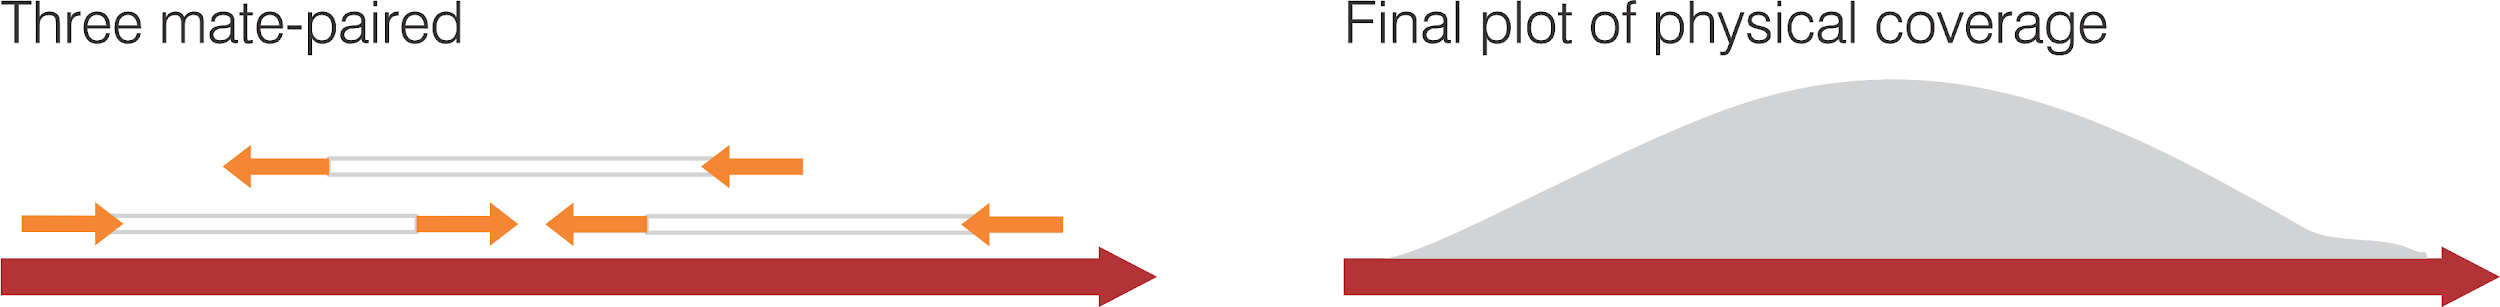 Three mate-paired
Final plot of physical coverage